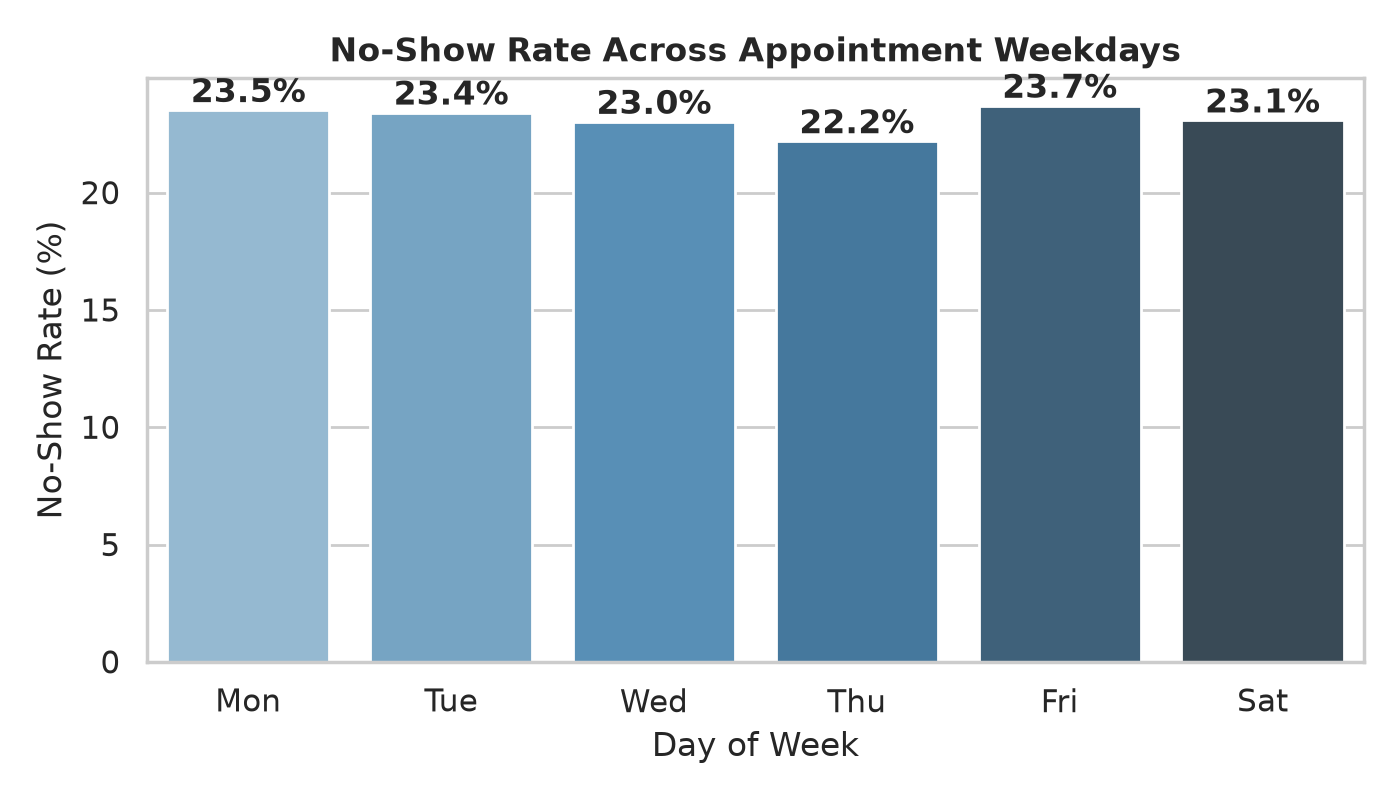 No-Show Rate Across Appointment Weekdays
23.5%
23.4%
23.0%
22.2%
23.7%
23.1%
20
15
10
5
0
No-Show Rate (%)
Mon
Tue
Wed
Thu
Fri
Sat
Day of Week